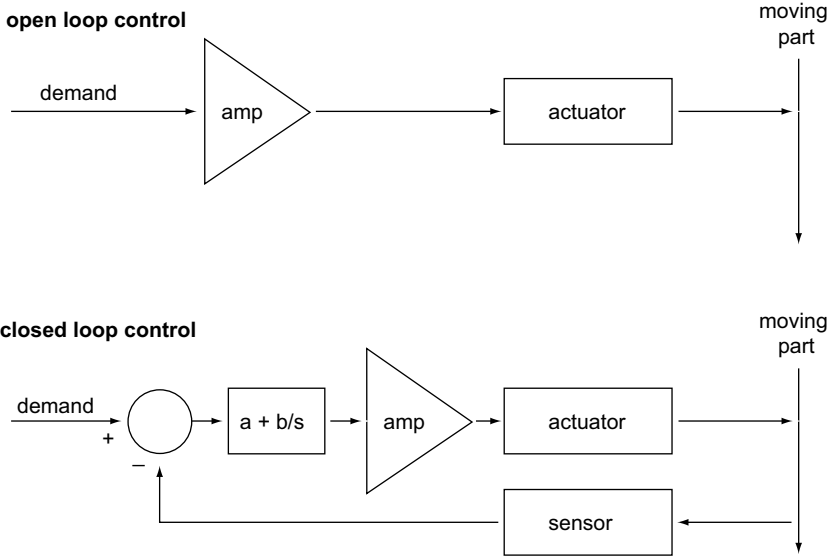 open loop control
moving
part
demand
amp
actuator
closed loop control
moving
part
demand
+
–
a + b/s
amp
actuator
sensor